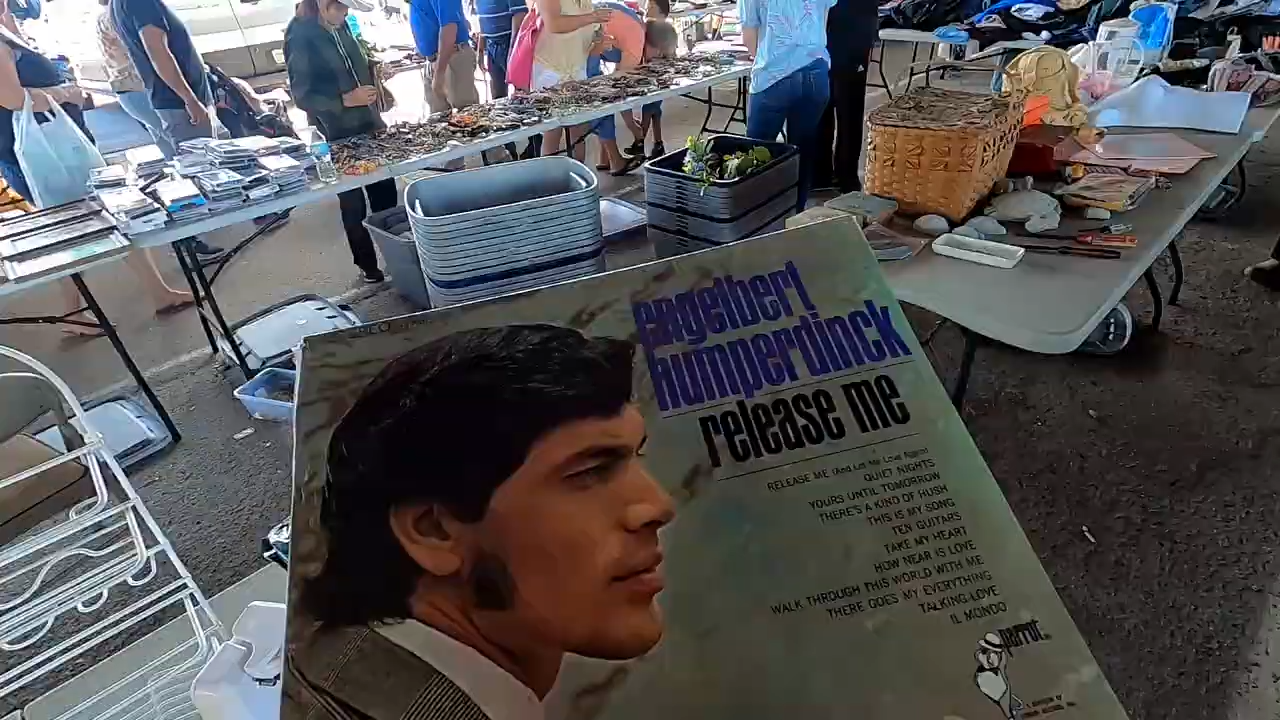 engelbert
humperdinck
release me
RELEASE ME (And Let Me Love Again)
QUIET NIGHTS
YOURS UNTIL TOMORROW
THERE'S A KIND OF HUSH
THIS IS MY SONG
TEN GUITARS
TAKE MY HEART
HOW NEAR IS LOVE
WALK THROUGH THIS WORLD WITH ME
THERE GOES MY EVERYTHING
TALKING LOVE
IL MONDO
parrot